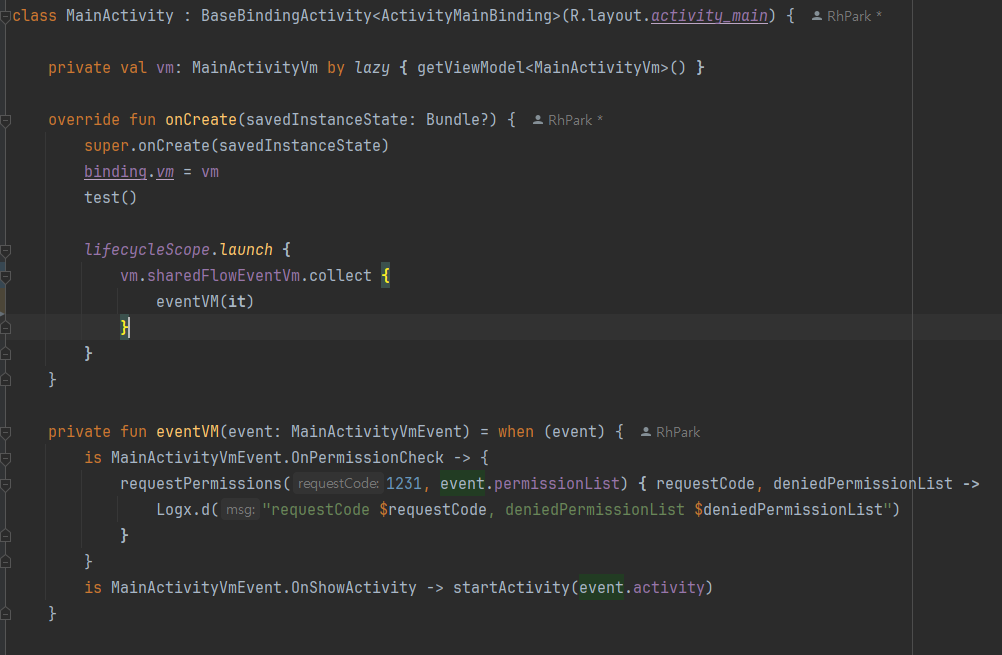 class MainActivity : BaseBindingActivity<ActivityMainBinding>(R.layout.activity_main) { RhPark *
private val vm: MainActivityVm by lazy { getViewModel<MainActivityVm>() }
override fun onCreate(savedInstanceState: Bundle?) { RhPark *
super.onCreate(savedInstanceState)
binding.vm = vm
test()
lifecycleScope.launch {
vm.sharedFlowEventVm.collect {
eventVM(it)
}
}
}
private fun eventVM(event: MainActivityVmEvent) = when (event) { RhPark
is MainActivityVmEvent.OnPermissionCheck -> {
requestPermissions( requestCode: 1231, event.permissionList) { requestCode, deniedPermissionList ->
Logx.d( msg: "requestCode $requestCode, deniedPermissionList $deniedPermissionList")
}
}
is MainActivityVmEvent.OnShowActivity -> startActivity(event.activity)
}